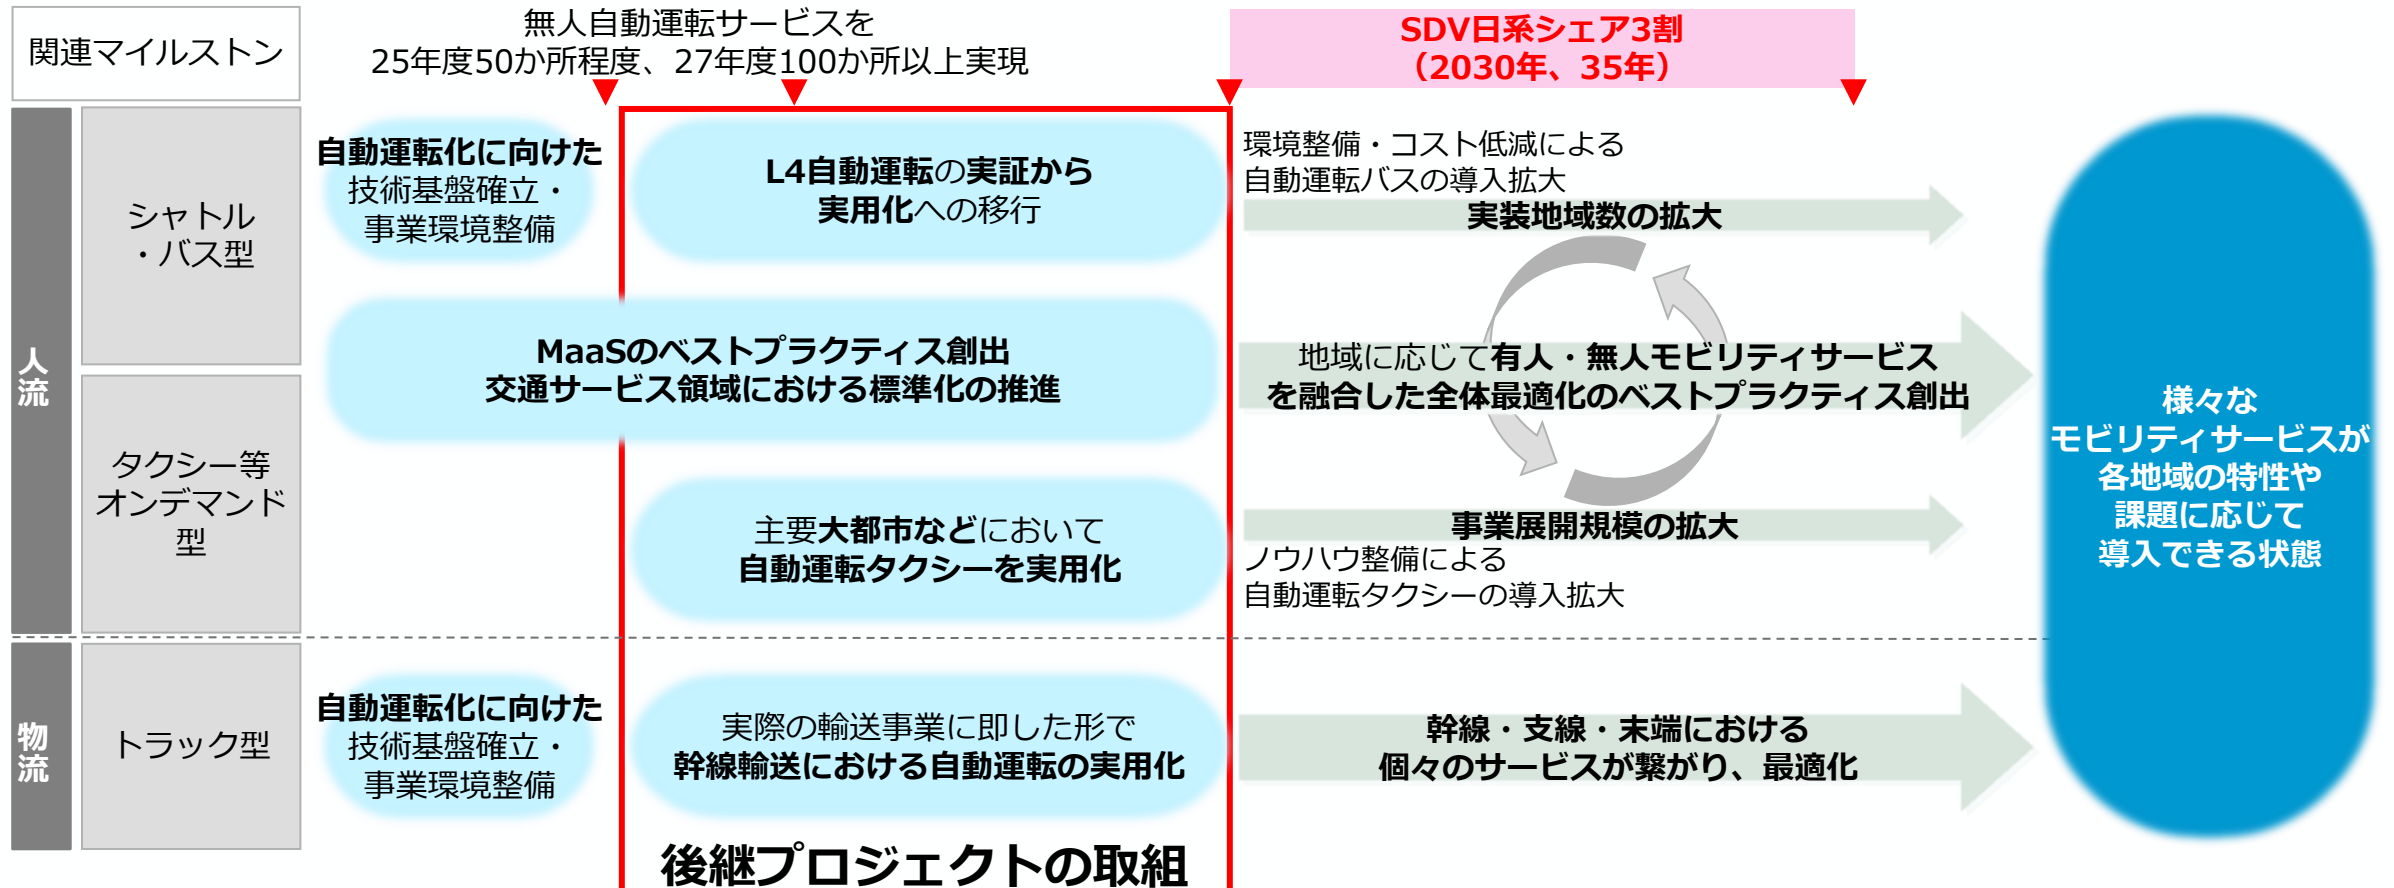 関連マイルストン
無人自動運転サービスを
25年度50か所程度、27年度100か所以上実現
SDV日系シェア3割
（2030年、35年）
人流
シャトル
・バス型
自動運転化に向けた
技術基盤確立・
事業環境整備
L4自動運転の実証から
実用化への移行
環境整備・コスト低減による
自動運転バスの導入拡大
実装地域数の拡大
MaaSのベストプラクティス創出
交通サービス領域における標準化の推進
地域に応じて有人・無人モビリティサービス
を融合した全体最適化のベストプラクティス創出
タクシー等
オンデマンド
型
主要大都市などにおいて
自動運転タクシーを実用化
事業展開規模の拡大
ノウハウ整備による
自動運転タクシーの導入拡大
様々な
モビリティサービスが
各地域の特性や
課題に応じて
導入できる状態
物流
トラック型
自動運転化に向けた
技術基盤確立・
事業環境整備
実際の輸送事業に即した形で
幹線輸送における自動運転の実用化
幹線・支線・末端における
個々のサービスが繋がり、最適化
後継プロジェクトの取組